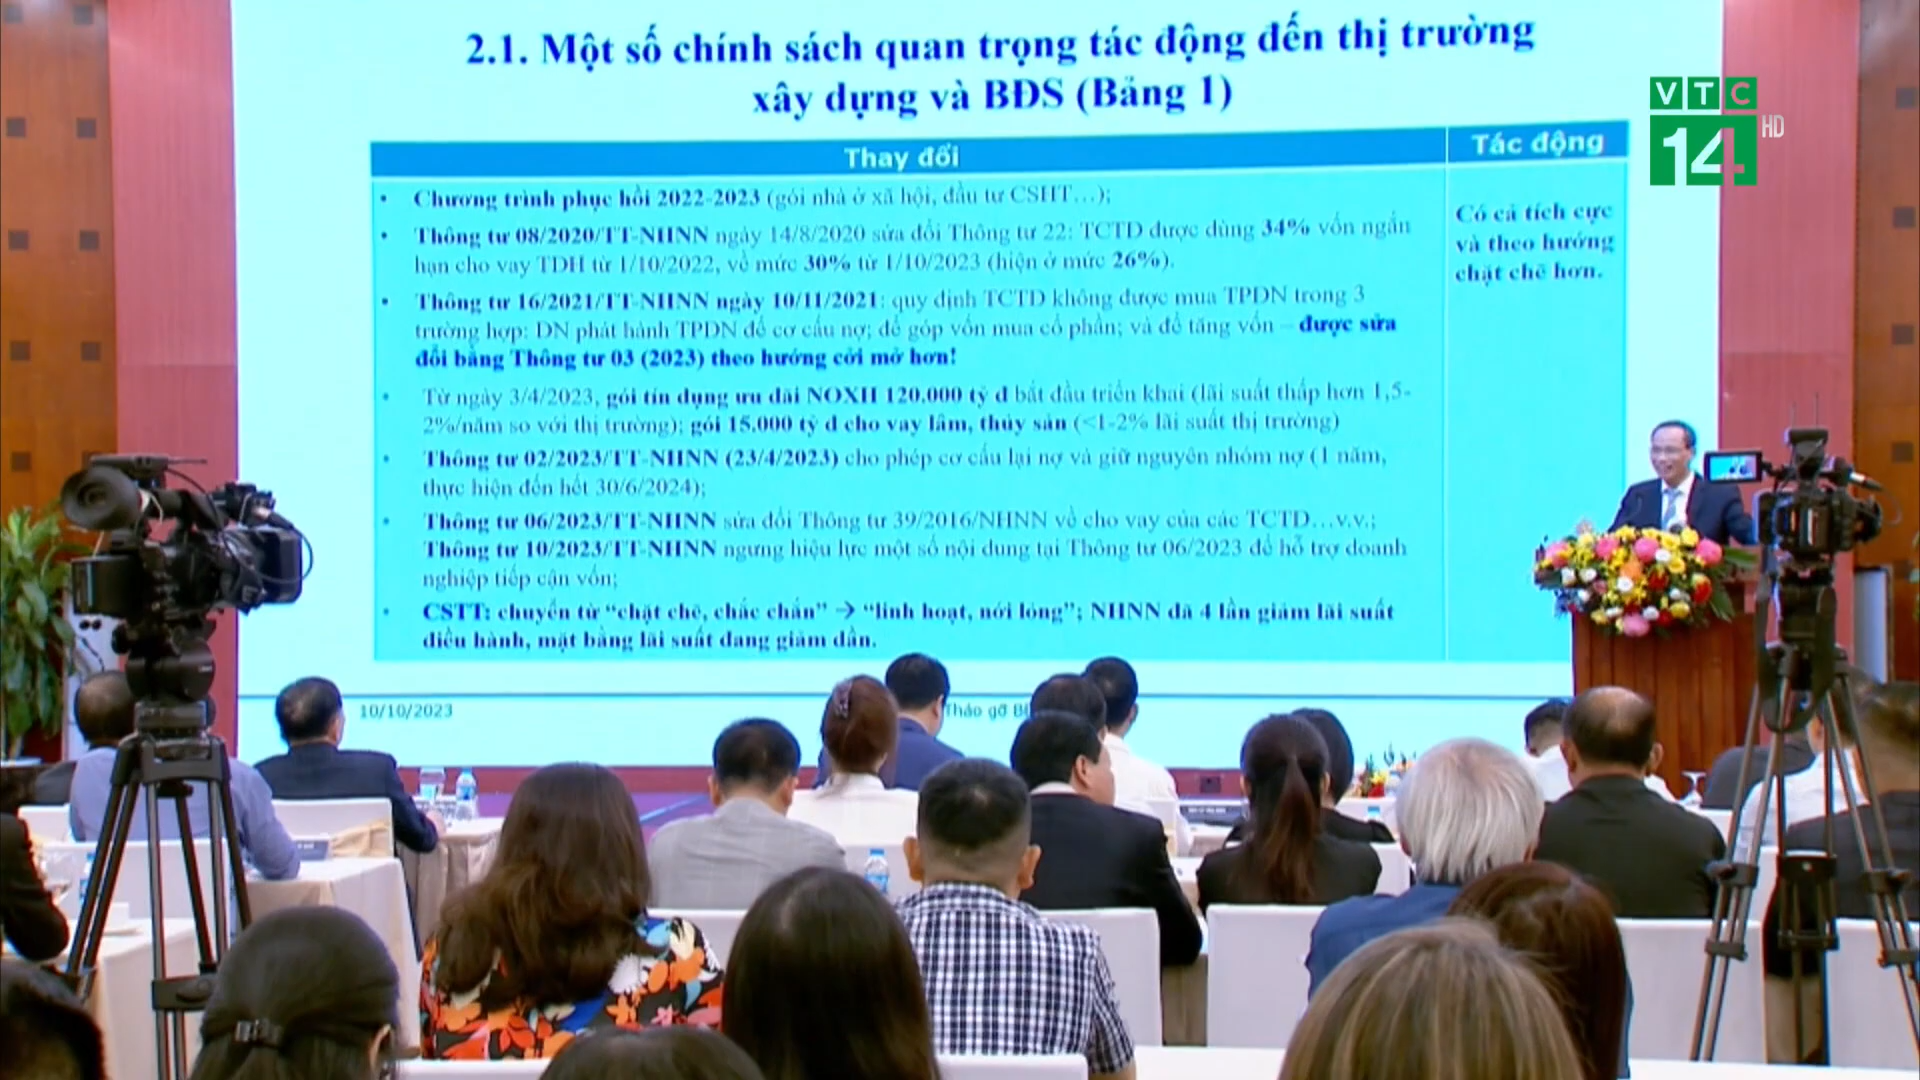 2.1. Một số chính sách quan trọng tác động đến thị trường
xây dựng và BĐS (Bảng 1)
VTC
14 HD
Thay đổi
Tác động
• Chương trình phục hồi 2022-2023 (gói nhà ở xã hội, đầu tư CSHT…);
• Thông tư 08/2020/TT-NHNN ngày 14/8/2020 sửa đổi Thông tư 22: TCTD được dùng 34% vốn ngắn
hạn cho vay TDH từ 1/10/2022, về mức 30% từ 1/10/2023 (hiện ở mức 26%).
• Thông tư 16/2021/TT-NHNN ngày 10/11/2021: quy định TCTD không được mua TPDN trong 3
trường hợp: DN phát hành TPDN để cơ cấu nợ; để góp vốn mua cổ phần; và để tăng vốn – được sửa
đổi bằng Thông tư 03 (2023) theo hướng cởi mở hơn!
• Từ ngày 3/4/2023, gói tín dụng ưu đãi NOXH 120.000 tỷ đ bắt đầu triển khai (lãi suất thấp hơn 1,5-
2%/năm so với thị trường); gói 15.000 tỷ đ cho vay lâm, thủy sản (<1-2% lãi suất thị trường)
• Thông tư 02/2023/TT-NHNN (23/4/2023) cho phép cơ cấu lại nợ và giữ nguyên nhóm nợ (1 năm,
thực hiện đến hết 30/6/2024);
• Thông tư 06/2023/TT-NHNN sửa đổi Thông tư 39/2016/NHNN về cho vay của các TCTD…v.v.;
Thông tư 10/2023/TT-NHNN ngưng hiệu lực một số nội dung tại Thông tư 06/2023 để hỗ trợ doanh
nghiệp tiếp cận vốn;
• CSTT: chuyển từ “chặt chẽ, chắc chắn” → “linh hoạt, nới lỏng”; NHNN đã 4 lần giảm lãi suất
điều hành, mặt bằng lãi suất đang giảm dần.
Có cả tích cực
và theo hướng
chặt chẽ hơn.
10/10/2023
Tháo gỡ